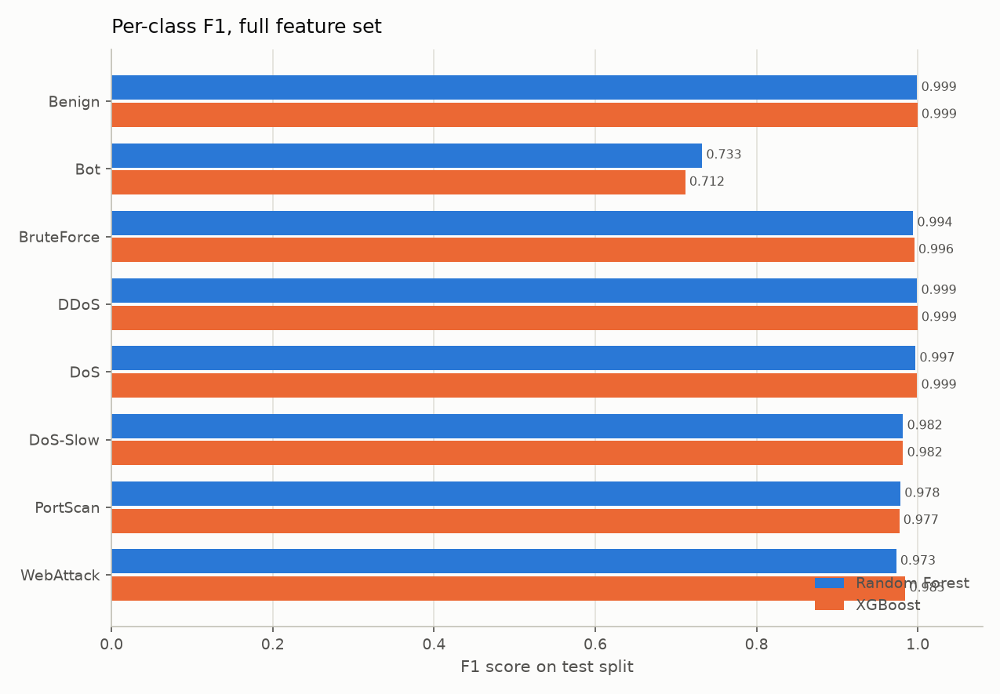 Per-class F1, full feature set
Benign
0.999
0.999
Bot
0.733
0.712
BruteForce
0.994
0.996
DDoS
0.999
0.999
DoS
0.997
0.999
DoS-Slow
0.982
0.982
PortScan
0.978
0.977
WebAttack
0.973
0.985
Random Forest
XGBoost
0.0 0.2 0.4 0.6 0.8 1.0
F1 score on test split